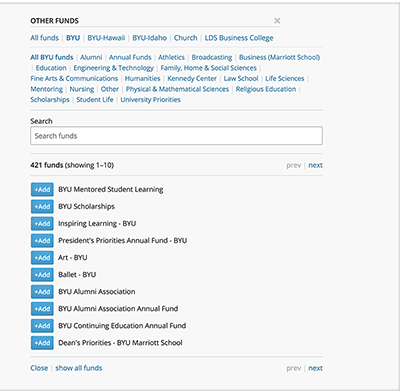 OTHER FUNDS ×
All funds | BYU | BYU-Hawaii | BYU-Idaho | Church | LDS Business College
All BYU funds | Alumni | Annual Funds | Athletics | Broadcasting | Business (Marriott School) |
Education | Engineering & Technology | Family, Home & Social Sciences |
Fine Arts & Communications | Humanities | Kennedy Center | Law School | Life Sciences |
Mentoring | Nursing | Other | Physical & Mathematical Sciences | Religious Education |
Scholarships | Student Life | University Priorities
Search
Search funds
421 funds (showing 1–10) prev | next
+Add BYU Mentored Student Learning
+Add BYU Scholarships
+Add Inspiring Learning - BYU
+Add President's Priorities Annual Fund - BYU
+Add Art - BYU
+Add Ballet - BYU
+Add BYU Alumni Association
+Add BYU Alumni Association Annual Fund
+Add BYU Continuing Education Annual Fund
+Add Dean's Priorities - BYU Marriott School
Close | show all funds prev | next